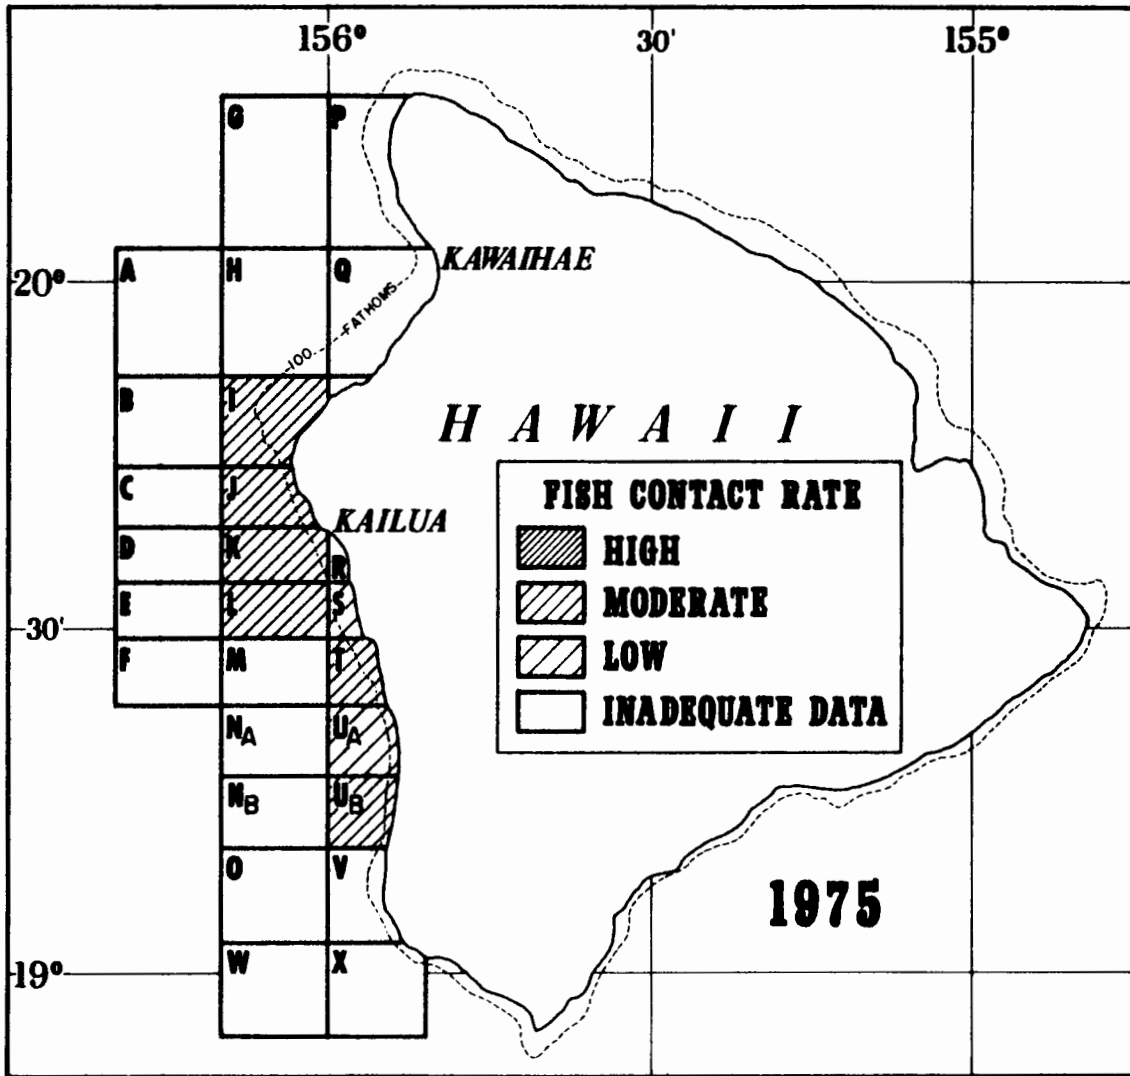 156° 30' 155°
G P
A H Q KAWAIHAE
20°
100 FATHOMS
B I
HAWAII
C J
KAILUA
D K R
E L S
30'
F M T
NA UA
NB UB
O V
W X
19°
FISH CONTACT RATE
HIGH
MODERATE
LOW
INADEQUATE DATA
1975